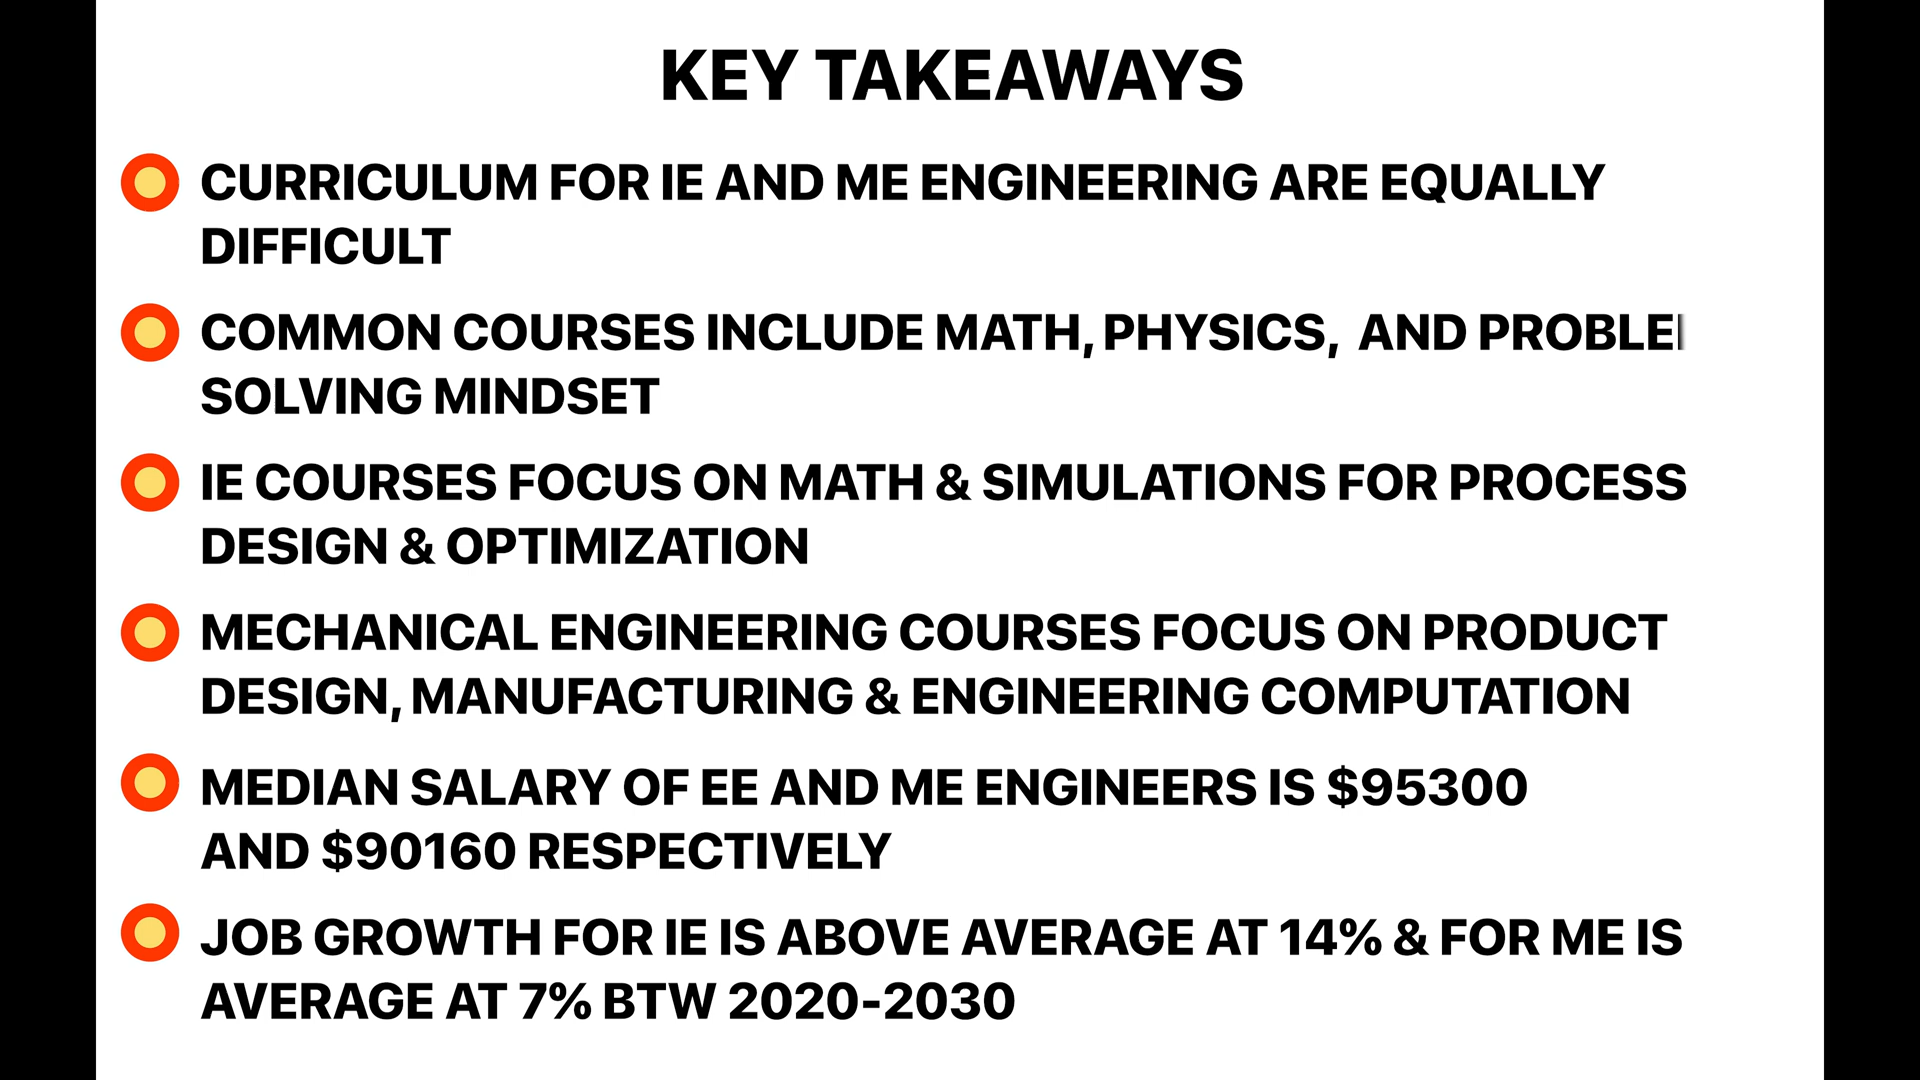 KEY TAKEAWAYS
CURRICULUM FOR IE AND ME ENGINEERING ARE EQUALLY
DIFFICULT
COMMON COURSES INCLUDE MATH, PHYSICS, AND PROBLE
SOLVING MINDSET
IE COURSES FOCUS ON MATH & SIMULATIONS FOR PROCESS
DESIGN & OPTIMIZATION
MECHANICAL ENGINEERING COURSES FOCUS ON PRODUCT
DESIGN, MANUFACTURING & ENGINEERING COMPUTATION
MEDIAN SALARY OF EE AND ME ENGINEERS IS $95300
AND $90160 RESPECTIVELY
JOB GROWTH FOR IE IS ABOVE AVERAGE AT 14% & FOR ME IS
AVERAGE AT 7% BTW 2020-2030